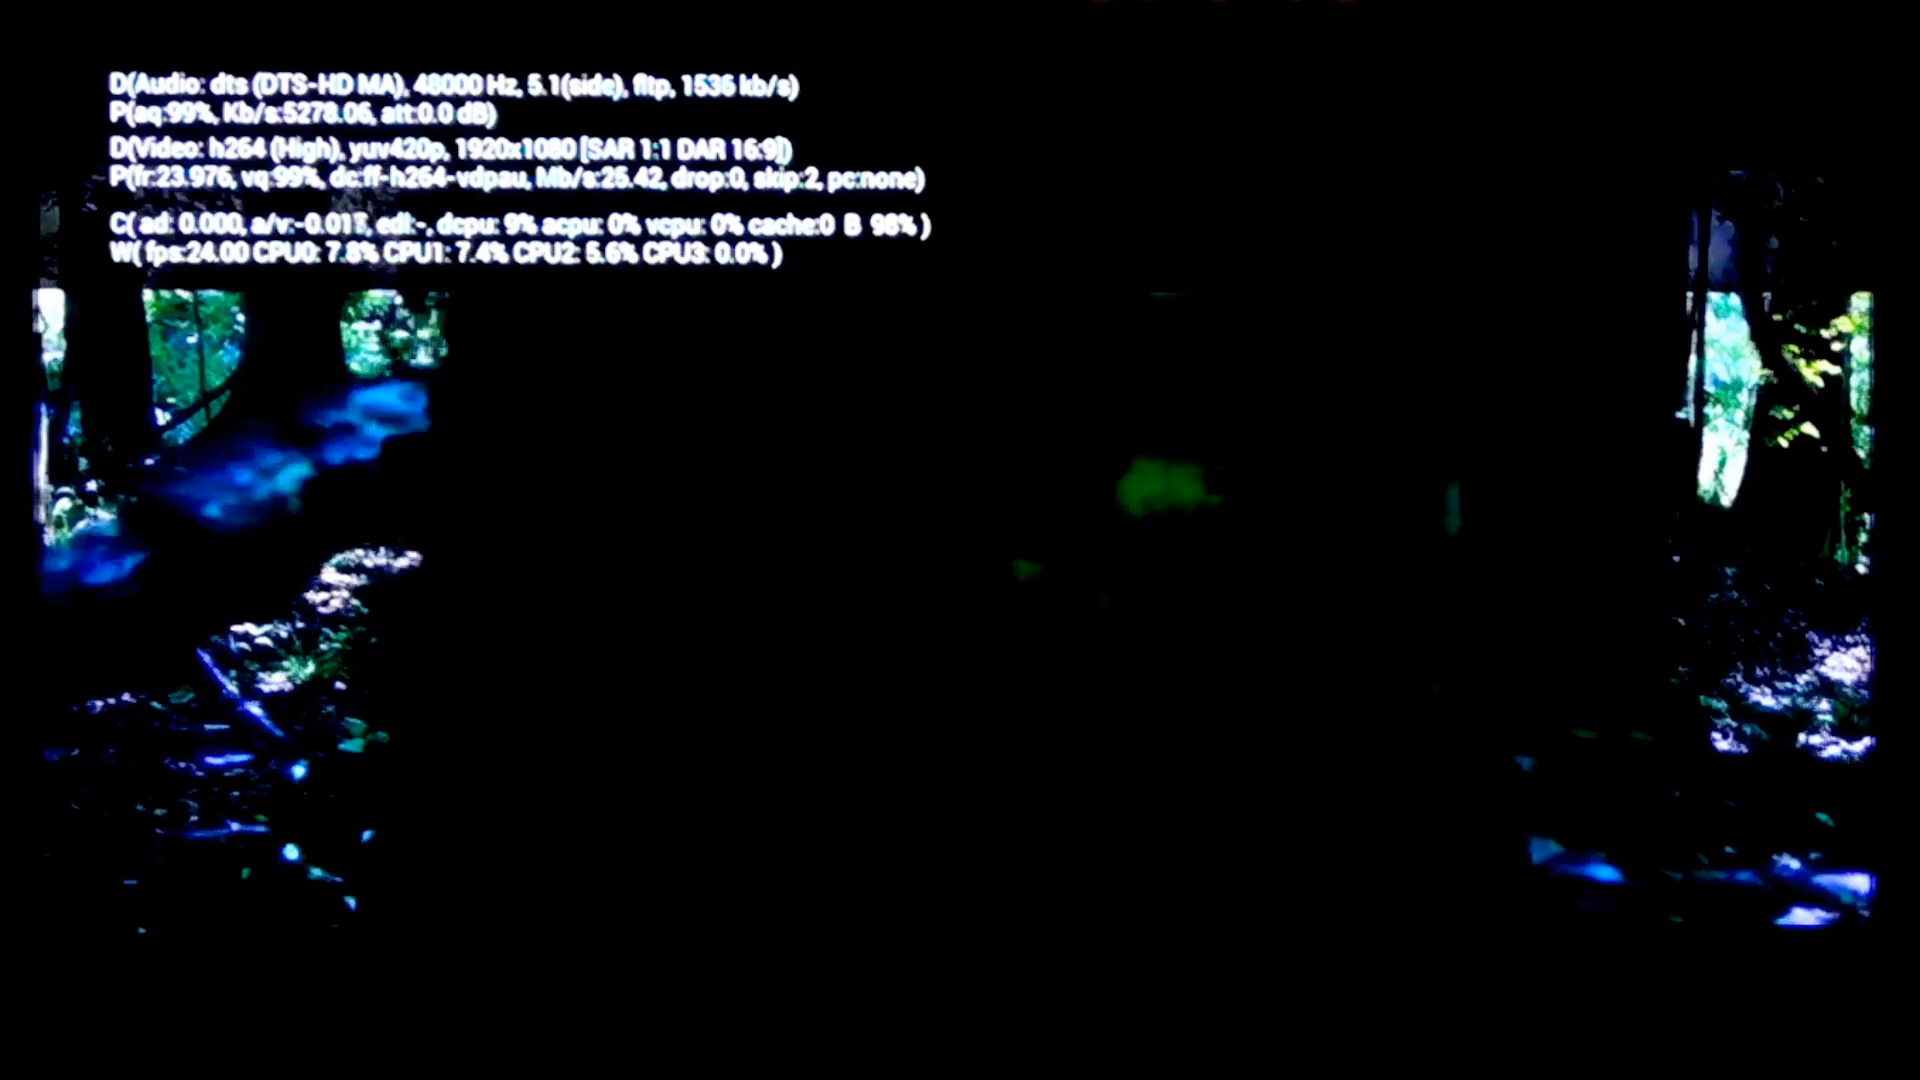 D(Audio: dts (DTS-HD MA), 48000 Hz, 5.1(side), fltp, 1536 kb/s)
P(aq:99%, Kb/s:5278.06, att:0.0 dB)
D(Video: h264 (High), yuv420p, 1920x1080 [SAR 1:1 DAR 16:9])
P(fr:23.976, vq:99%, dc:ff-h264-vdpau, Mb/s:25.42, drop:0, skip:2, pc:none)
C( ad: 0.000, a/v:-0.017, edl:-, dcpu: 9% acpu: 0% vcpu: 0% cache:0 B 98% )
W( fps:24.00 CPU0: 7.8% CPU1: 7.4% CPU2: 5.6% CPU3: 0.0% )